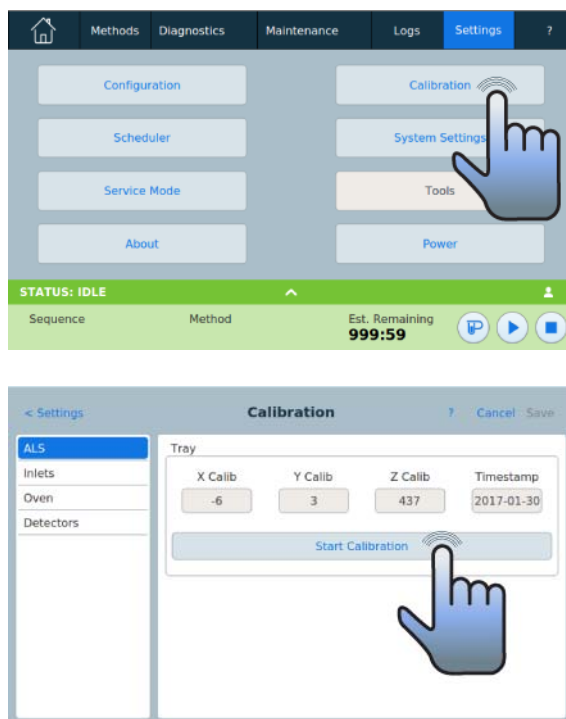 Methods Diagnostics Maintenance Logs Settings ?
Configuration Calibration
Scheduler System Settings
Service Mode Tools
About Power
STATUS: IDLE
Sequence Method Est. Remaining
999:59
< Settings Calibration ? Cancel Save
ALS Tray
Inlets X Calib Y Calib Z Calib Timestamp
Oven -6 3 437 2017-01-30
Detectors
Start Calibration